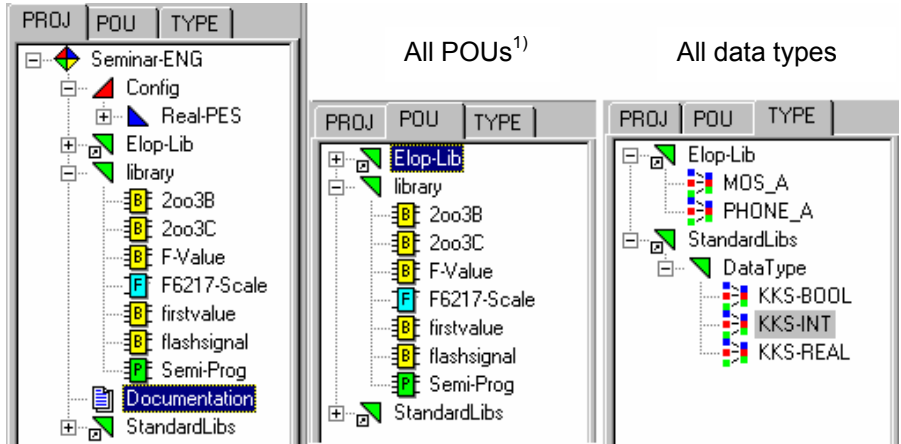 PROJ POU TYPE
Seminar-ENG
Config
Real-PES
Elop-Lib
library
B 2oo3B
B 2oo3C
B F-Value
F F6217-Scale
B firstvalue
B flashsignal
P Semi-Prog
Documentation
StandardLibs
All POUs1)
PROJ POU TYPE
Elop-Lib
library
B 2oo3B
B 2oo3C
B F-Value
F F6217-Scale
B firstvalue
B flashsignal
P Semi-Prog
StandardLibs
All data types
PROJ POU TYPE
Elop-Lib
MOS_A
PHONE_A
StandardLibs
DataType
KKS-BOOL
KKS-INT
KKS-REAL